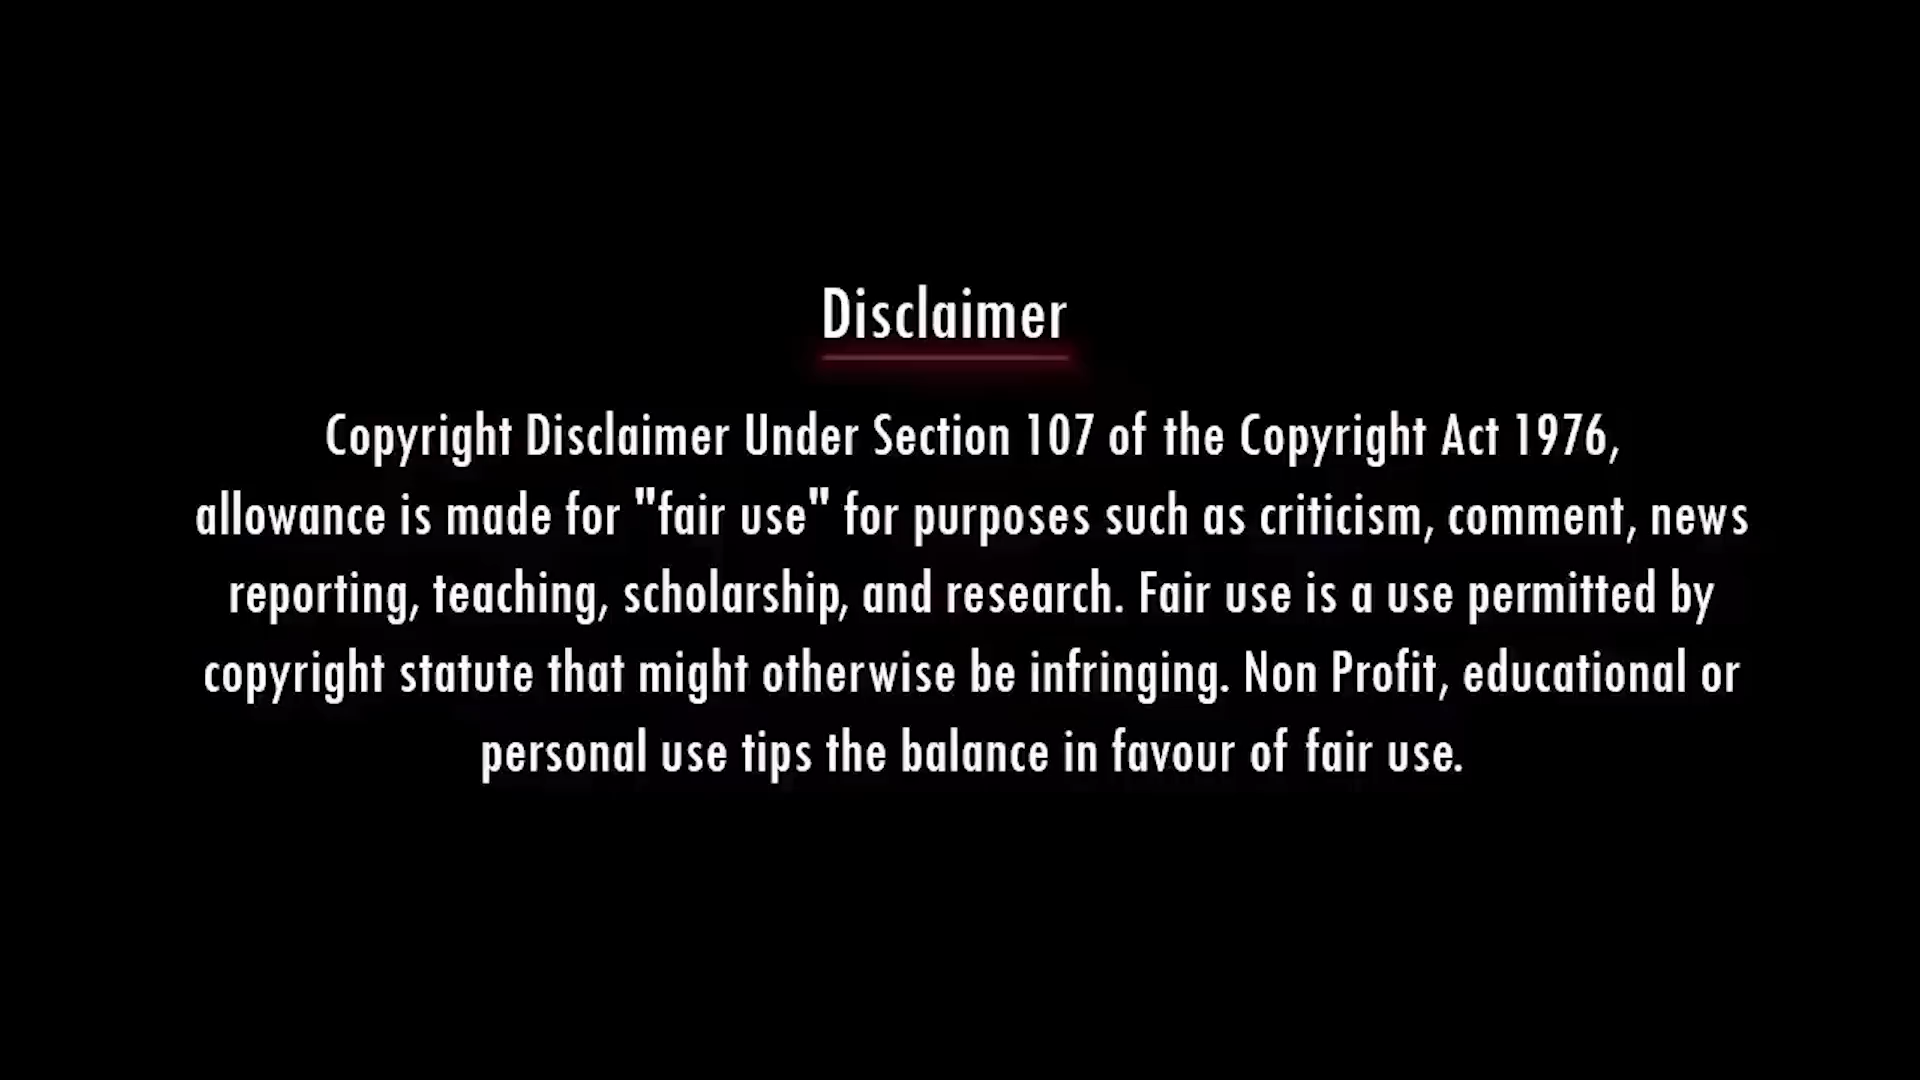 Disclaimer
Copyright Disclaimer Under Section 107 of the Copyright Act 1976,
allowance is made for "fair use" for purposes such as criticism, comment, news
reporting, teaching, scholarship, and research. Fair use is a use permitted by
copyright statute that might otherwise be infringing. Non Profit, educational or
personal use tips the balance in favour of fair use.